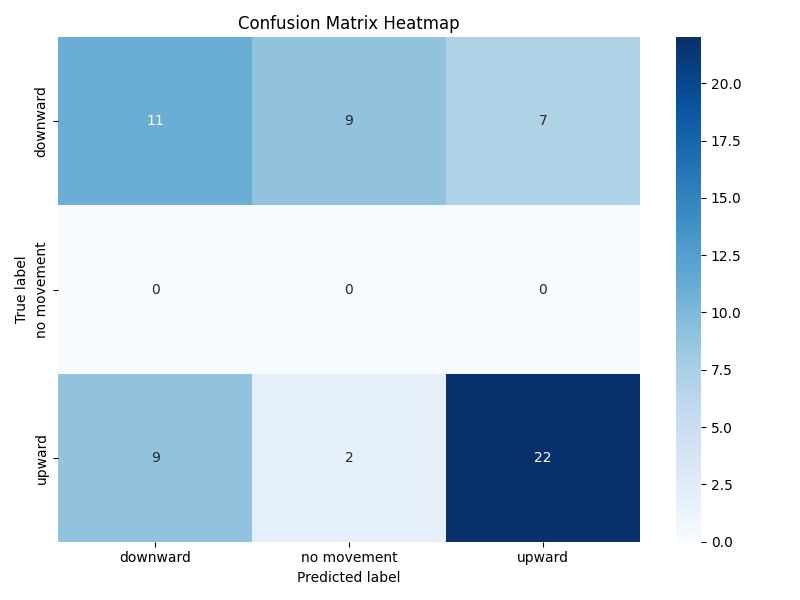 Confusion Matrix Heatmap
downward
11
9
7
20.0
17.5
15.0
True label
no movement
0
0
0
12.5
10.0
7.5
upward
9
2
22
5.0
2.5
0.0
downward
no movement
upward
Predicted label